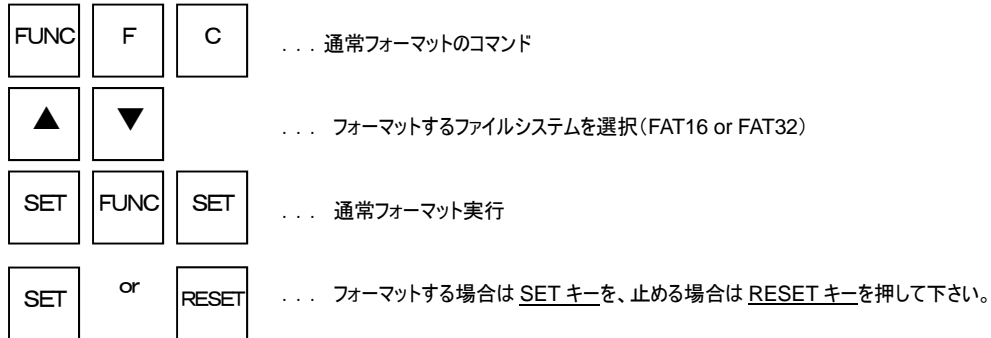 FUNC F C ... 通常フォーマットのコマンド
▲ ▼ ... フォーマットするファイルシステムを選択(FAT16 or FAT32)
SET FUNC SET ... 通常フォーマット実行
SET or RESET ... フォーマットする場合は SET キーを、止める場合は RESET キーを押して下さい。